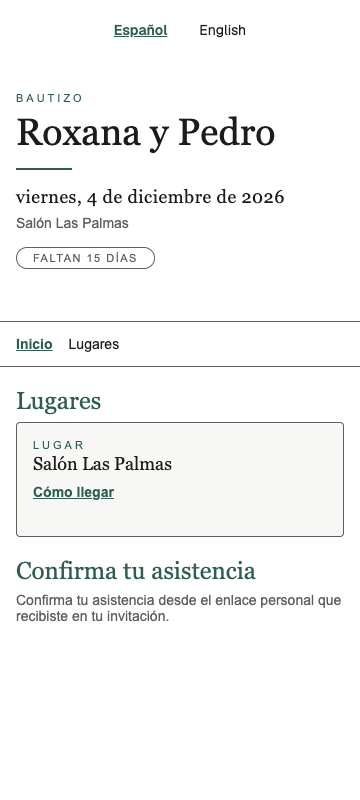 Español English
BAUTIZO
Roxana y Pedro
viernes, 4 de diciembre de 2026
Salón Las Palmas
FALTAN 15 DÍAS
Inicio Lugares
Lugares
LUGAR
Salón Las Palmas
Cómo llegar
Confirma tu asistencia
Confirma tu asistencia desde el enlace personal que
recibiste en tu invitación.